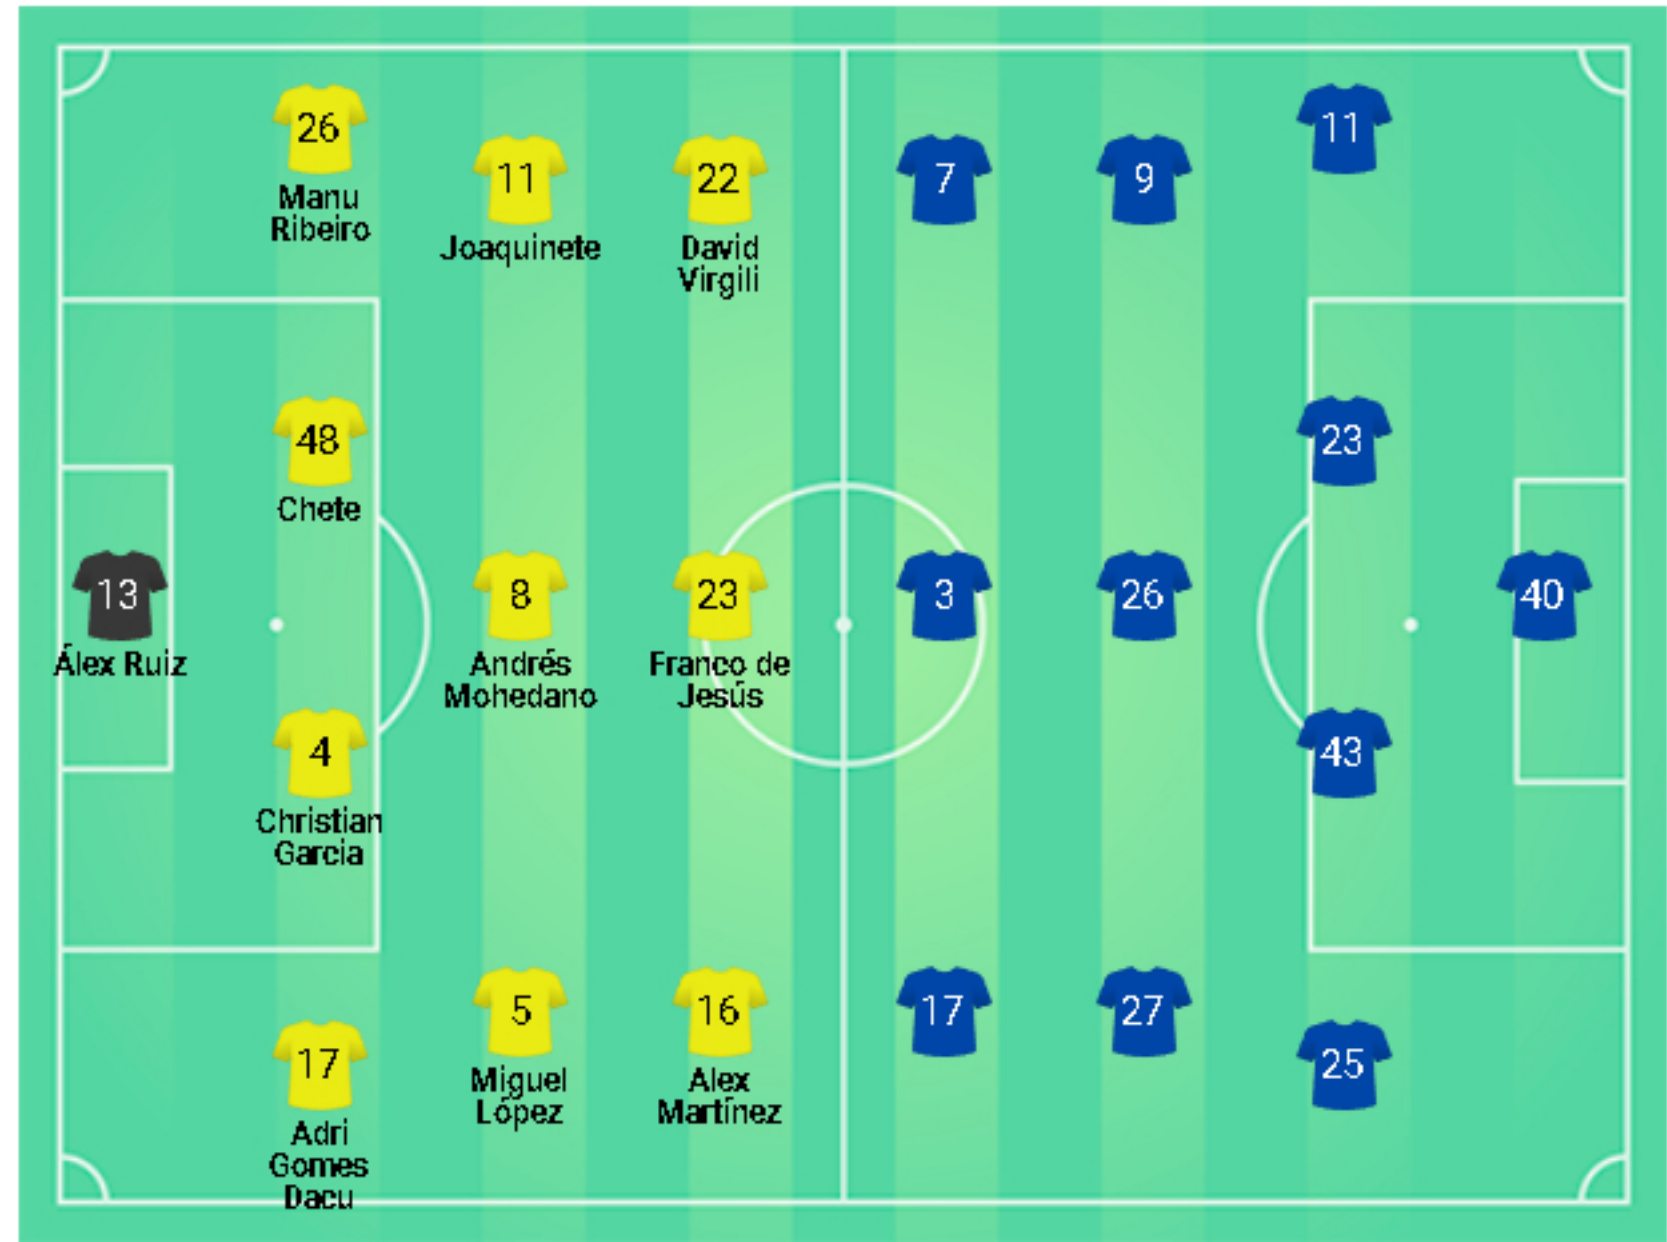 26
Manu
Ribeiro
11
Joaquinete
22
David
Virgili
7
9
11
48
Chete
23
13
Álex Ruiz
8
Andrés
Mohedano
23
Franco de
Jesús
3
26
40
4
Christian
Garcia
43
17
Adri
Gomes
Dacu
5
Miguel
López
16
Alex
Martínez
17
27
25